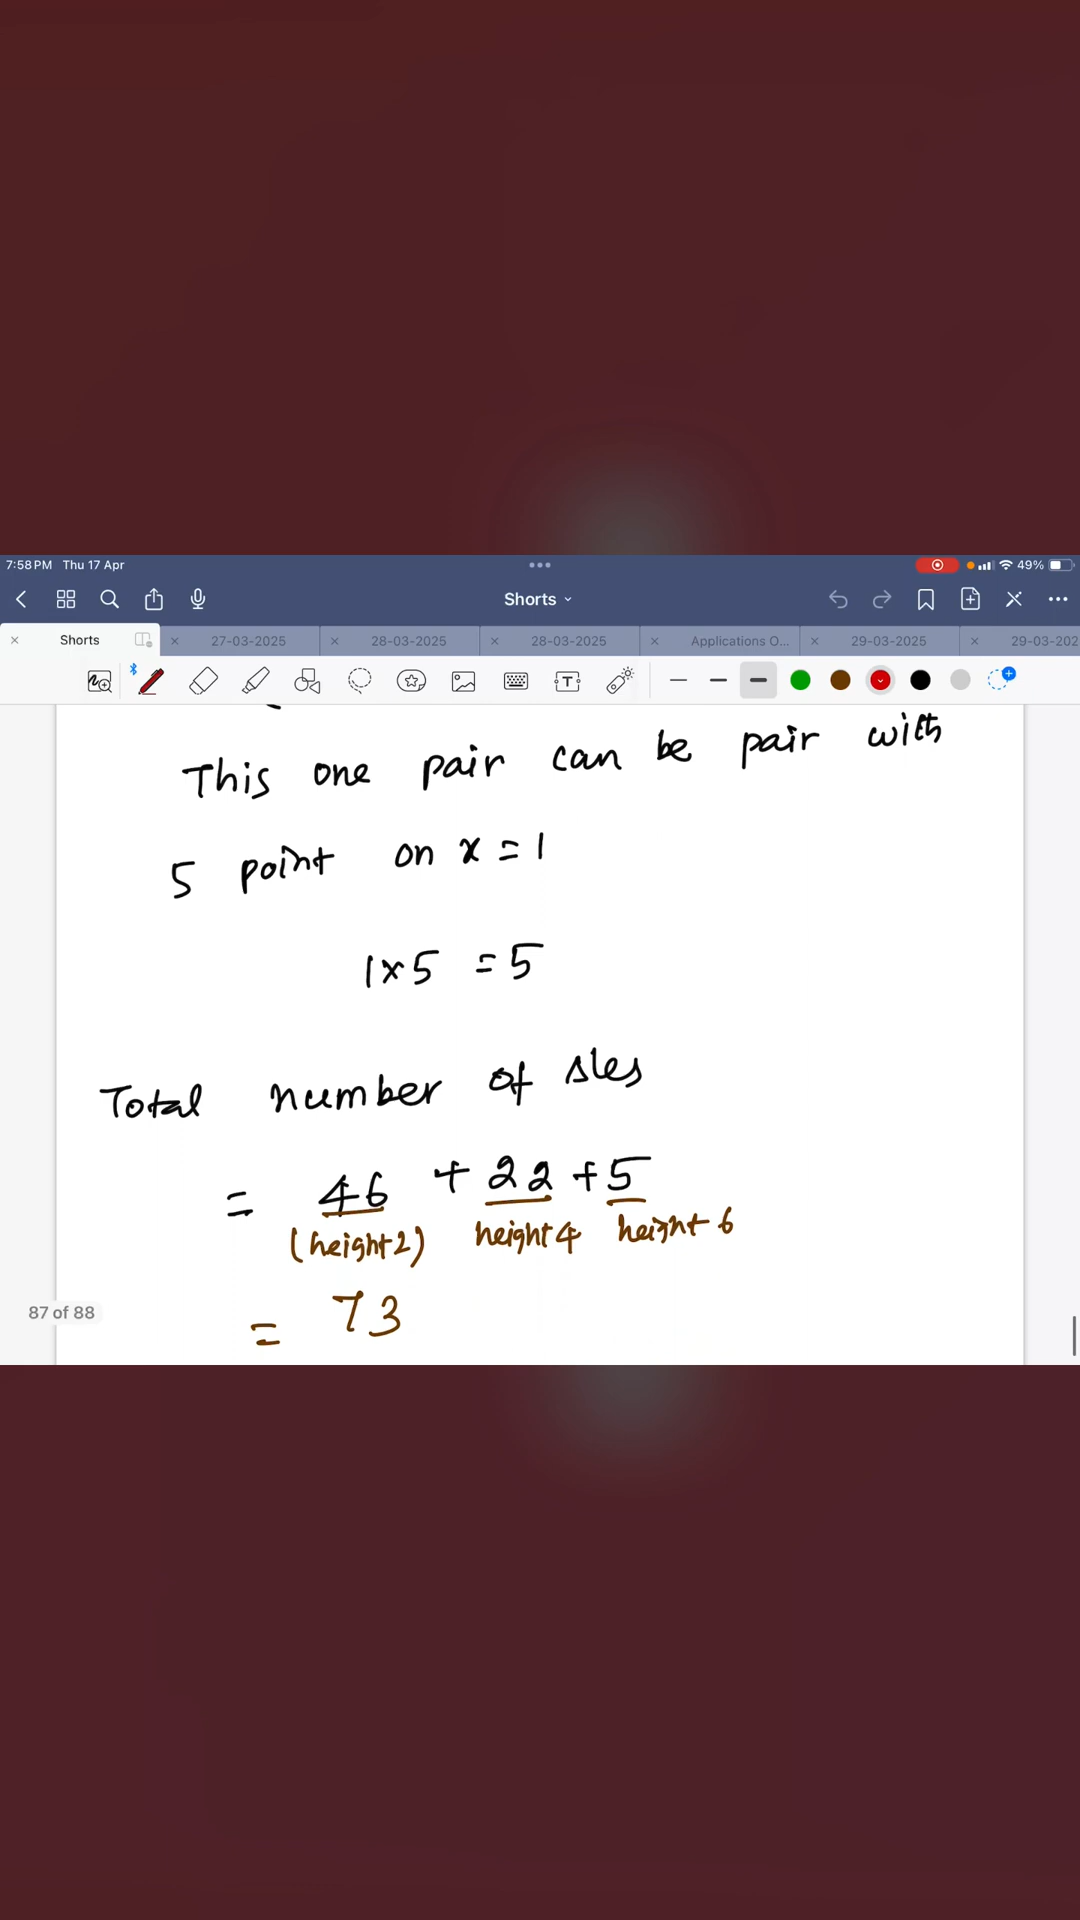 7:58 PM Thu 17 Apr
49%
Shorts
Shorts
27-03-2025
28-03-2025
28-03-2025
Applications O...
29-03-2025
29-03-202
This one pair can be pair with
5 point on x = 1
1x5 = 5
Total number of Δles
= 46 + 22 + 5
(height 2) height 4 height 6
= 73
87 of 88